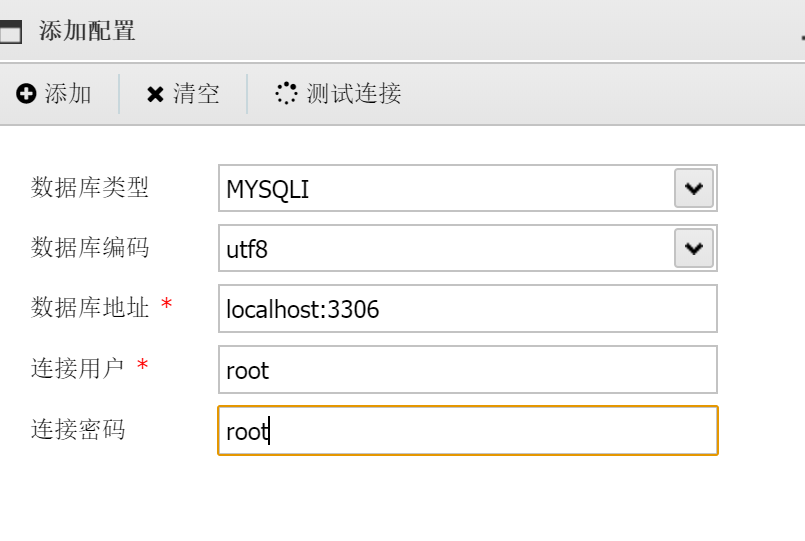 添加配置
添加 清空 测试连接
数据库类型 MYSQLI
数据库编码 utf8
数据库地址 * localhost:3306
连接用户 * root
连接密码 root